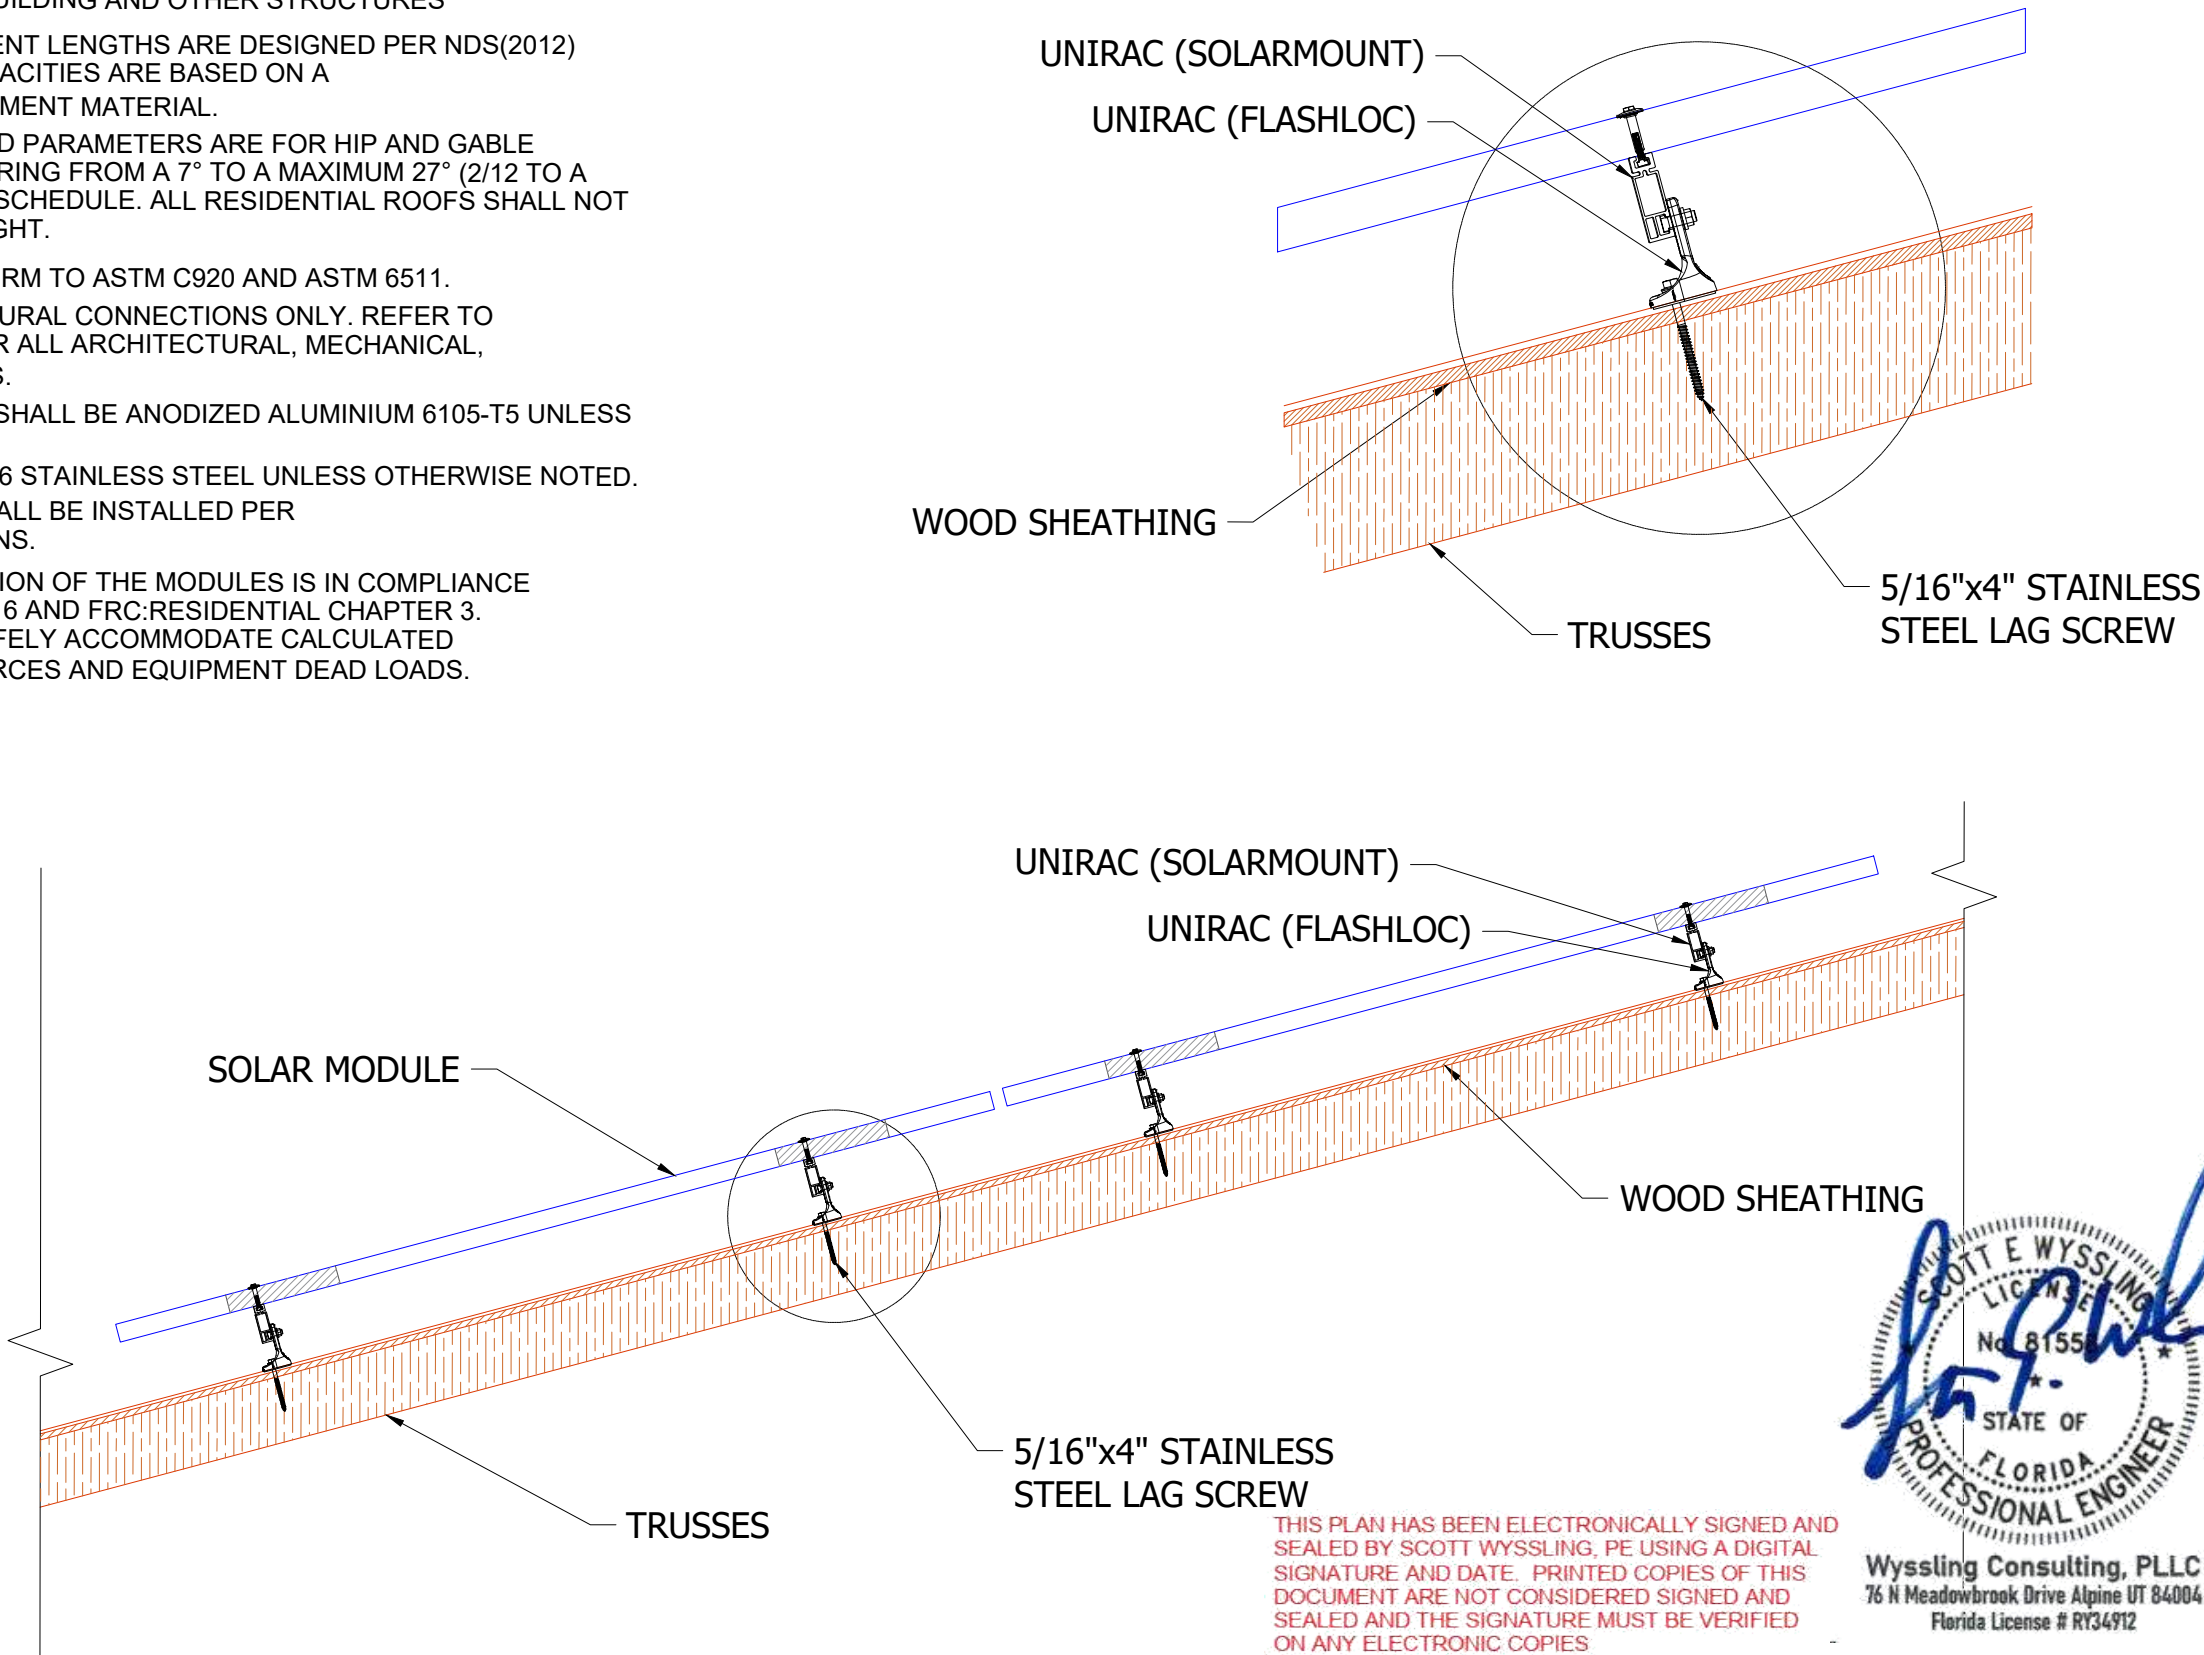 UILDING AND OTHER STRUCTURES
ENT LENGTHS ARE DESIGNED PER NDS(2012)
ACITIES ARE BASED ON A
MENT MATERIAL.
D PARAMETERS ARE FOR HIP AND GABLE
RING FROM A 7° TO A MAXIMUM 27° (2/12 TO A
SCHEDULE. ALL RESIDENTIAL ROOFS SHALL NOT
GHT.
RM TO ASTM C920 AND ASTM 6511.
URAL CONNECTIONS ONLY. REFER TO
R ALL ARCHITECTURAL, MECHANICAL,
S.
SHALL BE ANODIZED ALUMINIUM 6105-T5 UNLESS
6 STAINLESS STEEL UNLESS OTHERWISE NOTED.
ALL BE INSTALLED PER
NS.
ION OF THE MODULES IS IN COMPLIANCE
16 AND FRC:RESIDENTIAL CHAPTER 3.
FELY ACCOMMODATE CALCULATED
RCES AND EQUIPMENT DEAD LOADS.
UNIRAC (SOLARMOUNT)
UNIRAC (FLASHLOC)
WOOD SHEATHING
TRUSSES
5/16"x4" STAINLESS
STEEL LAG SCREW
UNIRAC (SOLARMOUNT)
UNIRAC (FLASHLOC)
SOLAR MODULE
WOOD SHEATHING
5/16"x4" STAINLESS
STEEL LAG SCREW
TRUSSES
THIS PLAN HAS BEEN ELECTRONICALLY SIGNED AND
SEALED BY SCOTT WYSSLING, PE USING A DIGITAL
SIGNATURE AND DATE. PRINTED COPIES OF THIS
DOCUMENT ARE NOT CONSIDERED SIGNED AND
SEALED AND THE SIGNATURE MUST BE VERIFIED
ON ANY ELECTRONIC COPIES
SCOTT E WYSSLING
LICENSE
No. 81558
STATE OF
FLORIDA
PROFESSIONAL ENGINEER
Wyssling Consulting, PLLC
76 N Meadowbrook Drive Alpine UT 84004
Florida License # RY34912